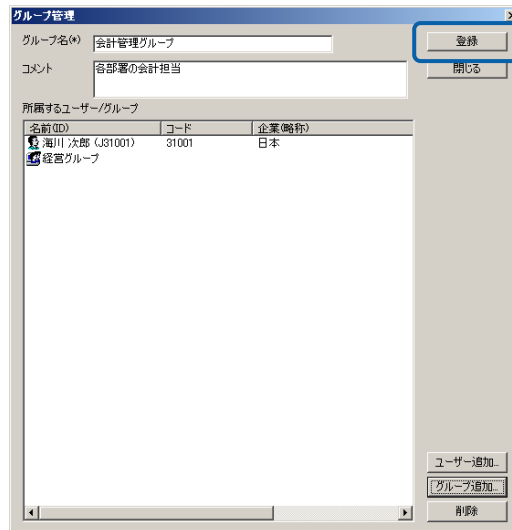 グループ管理
グループ名(*) 会計管理グループ 登録
コメント 各部署の会計担当 閉じる
所属するユーザー/グループ
名前(ID) コード 企業(略称)
海川 次郎 (J31001) 31001 日本
経営グループ
ユーザー追加...
グループ追加...
削除